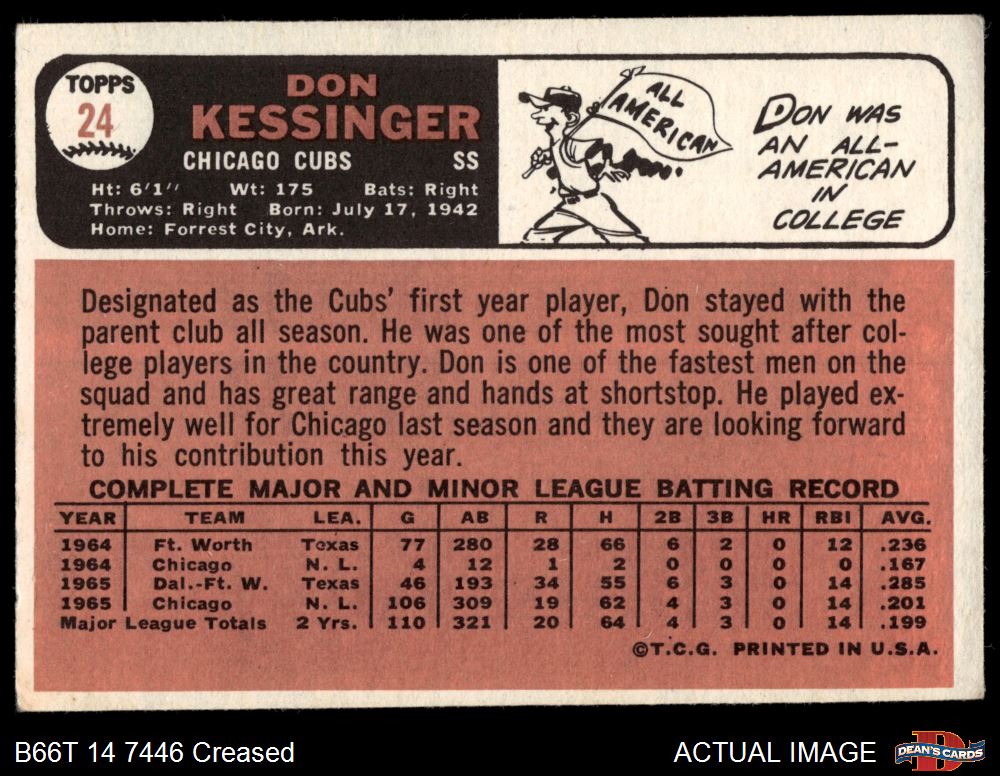 TOPPS
24
DON
KESSINGER
CHICAGO CUBS SS
Ht: 6'1" Wt: 175 Bats: Right
Throws: Right Born: July 17, 1942
Home: Forrest City, Ark.
ALL
AMERICAN
DON WAS
AN ALL-
AMERICAN
IN
COLLEGE
Designated as the Cubs' first year player, Don stayed with the
parent club all season. He was one of the most sought after col-
lege players in the country. Don is one of the fastest men on the
squad and has great range and hands at shortstop. He played ex-
tremely well for Chicago last season and they are looking forward
to his contribution this year.
COMPLETE MAJOR AND MINOR LEAGUE BATTING RECORD
YEAR TEAM LEA. G AB R H 2B 3B HR RBI AVG.
1964 Ft. Worth Texas 77 280 28 66 6 2 0 12 .236
1964 Chicago N. L. 4 12 1 2 0 0 0 0 .167
1965 Dal.-Ft. W. Texas 46 193 34 55 6 3 0 14 .285
1965 Chicago N. L. 106 309 19 62 4 3 0 14 .201
Major League Totals 2 Yrs. 110 321 20 64 4 3 0 14 .199
©T.C.G. PRINTED IN U.S.A.
B66T 14 7446 Creased
ACTUAL IMAGE
DEAN'S CARDS